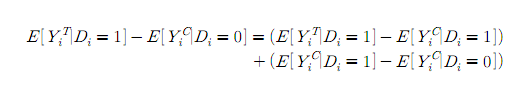 E[ Y_i^T|D_i = 1] − E[ Y_i^C|D_i = 0] = (E[ Y_i^T|D_i = 1] − E[ Y_i^C|D_i = 1])
+ (E[ Y_i^C|D_i = 1] − E[ Y_i^C|D_i = 0])